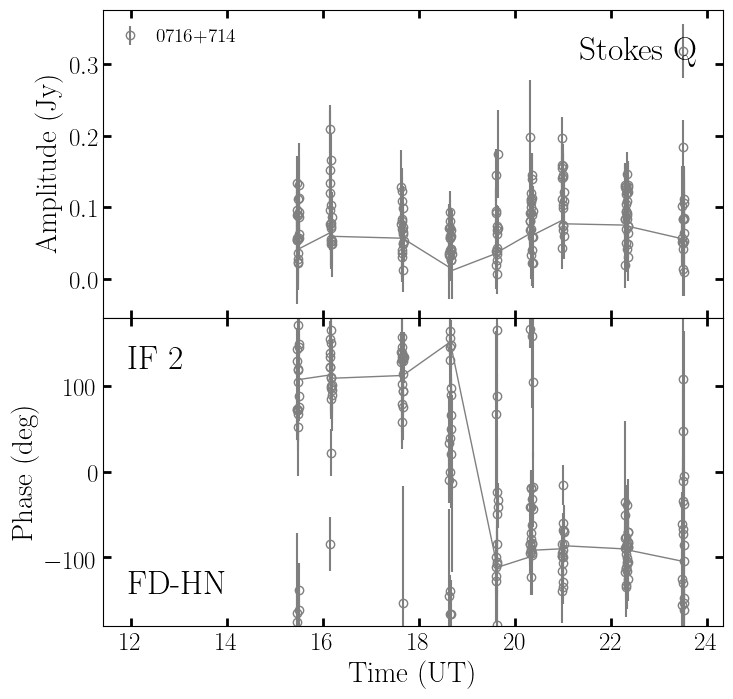 0716+714
Stokes Q
0.3
0.2
0.1
0.0
Amplitude (Jy)
IF 2
100
0
−100
Phase (deg)
FD-HN
12 14 16 18 20 22 24
Time (UT)